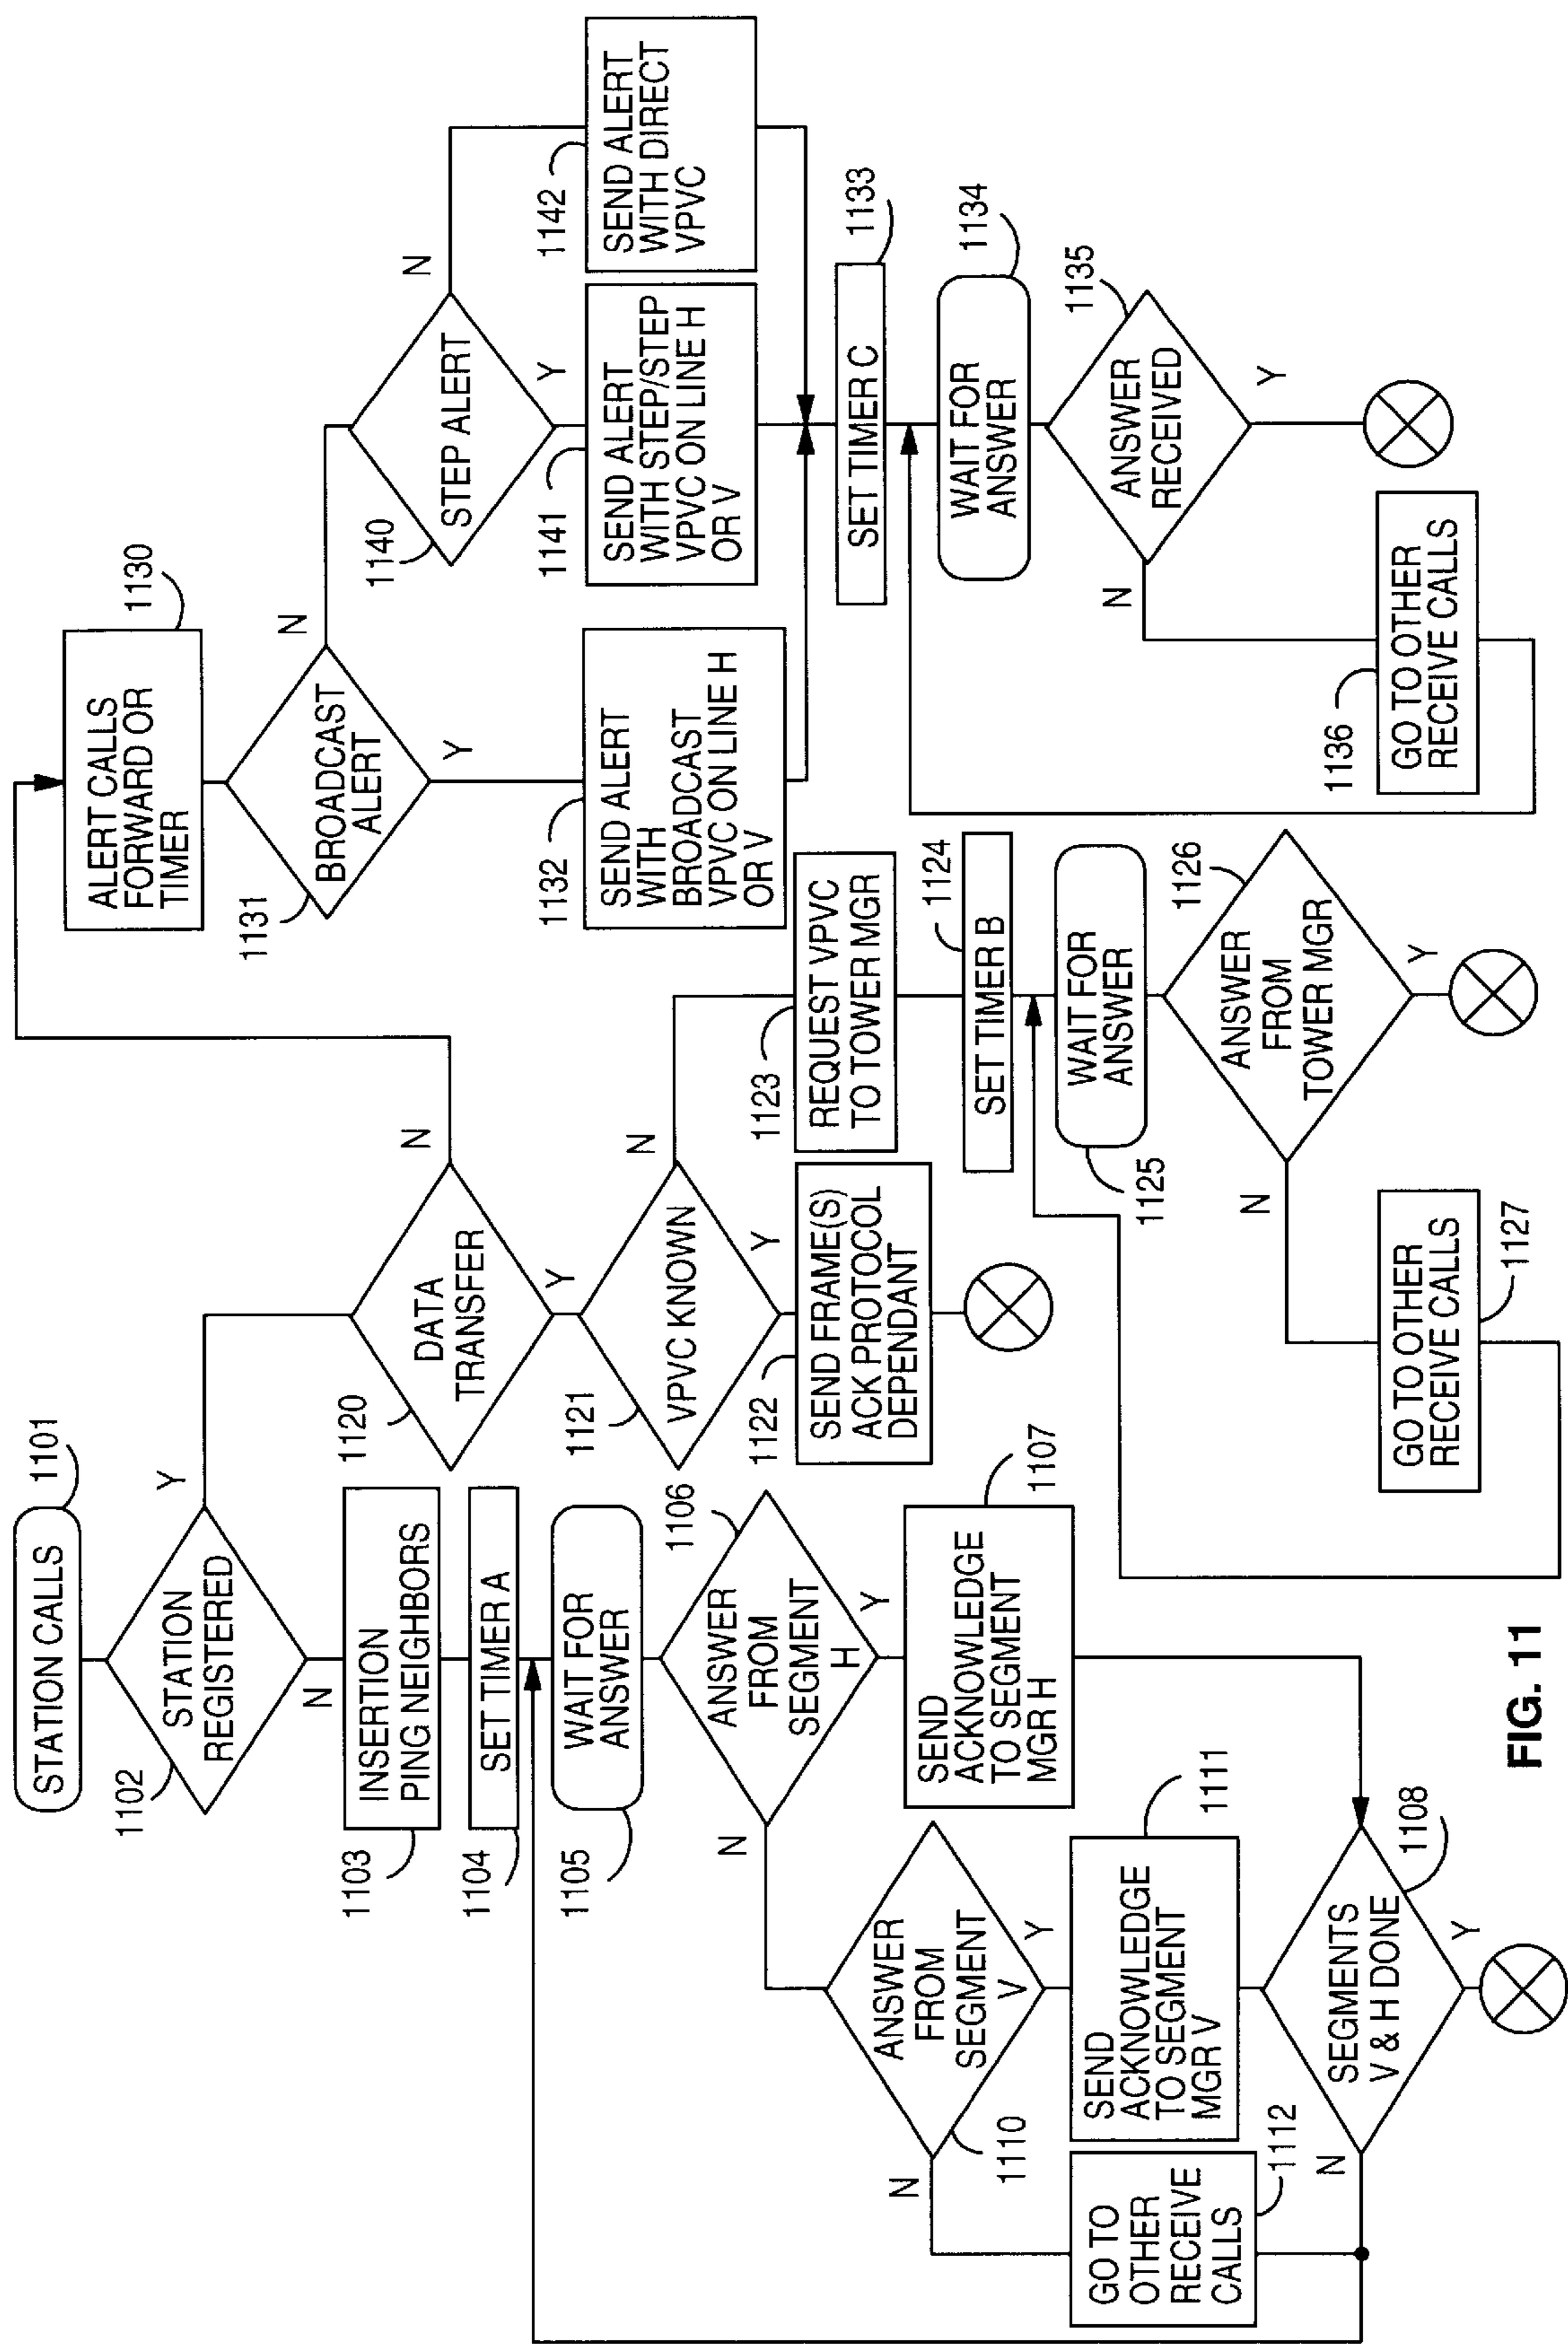 STATION CALLS
1101
STATION
REGISTERED
1102
Y
N
INSERTION
PING NEIGHBORS
1103
SET TIMER A
1104
WAIT FOR
ANSWER
1105
ANSWER
FROM
SEGMENT
H
1106
N
Y
SEND
ACKNOWLEDGE
TO SEGMENT
MGR H
1107
ANSWER
FROM
SEGMENT
V
1110
N
Y
SEND
ACKNOWLEDGE
TO SEGMENT
MGR V
1111
GO TO
OTHER
RECEIVE
CALLS
1112
SEGMENTS
V & H DONE
1108
N
Y
DATA
TRANSFER
1120
N
Y
VPVC KNOWN
1121
N
Y
SEND FRAME(S)
ACK PROTOCOL
DEPENDANT
1122
REQUEST VPVC
TO TOWER MGR
1123
SET TIMER B
1124
WAIT FOR
ANSWER
1125
ANSWER
FROM
TOWER MGR
1126
N
Y
GO TO OTHER
RECEIVE CALLS
1127
ALERT CALLS
FORWARD OR
TIMER
1130
BROADCAST
ALERT
1131
N
Y
SEND ALERT
WITH
BROADCAST
VPVC ON LINE H
OR V
1132
STEP ALERT
1140
N
Y
SEND ALERT
WITH STEP/STEP
VPVC ON LINE H
OR V
1141
SEND ALERT
WITH DIRECT
VPVC
1142
SET TIMER C
1133
WAIT FOR
ANSWER
1134
ANSWER
RECEIVED
1135
N
Y
GO TO OTHER
RECEIVE CALLS
1136
FIG. 11